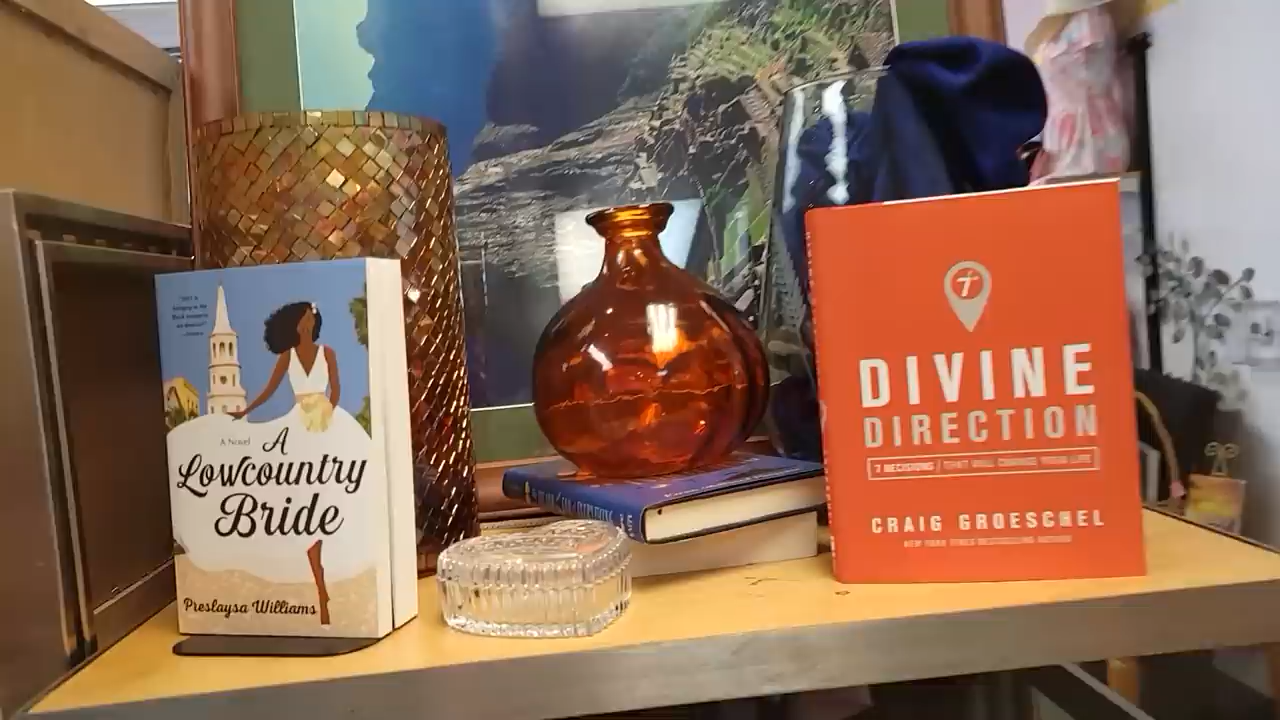 A Novel
A
Lowcountry
Bride
Preslaysa Williams
DIVINE
DIRECTION
7 DECISIONS THAT WILL CHANGE YOUR LIFE
CRAIG GROESCHEL
NEW YORK TIMES BESTSELLING AUTHOR